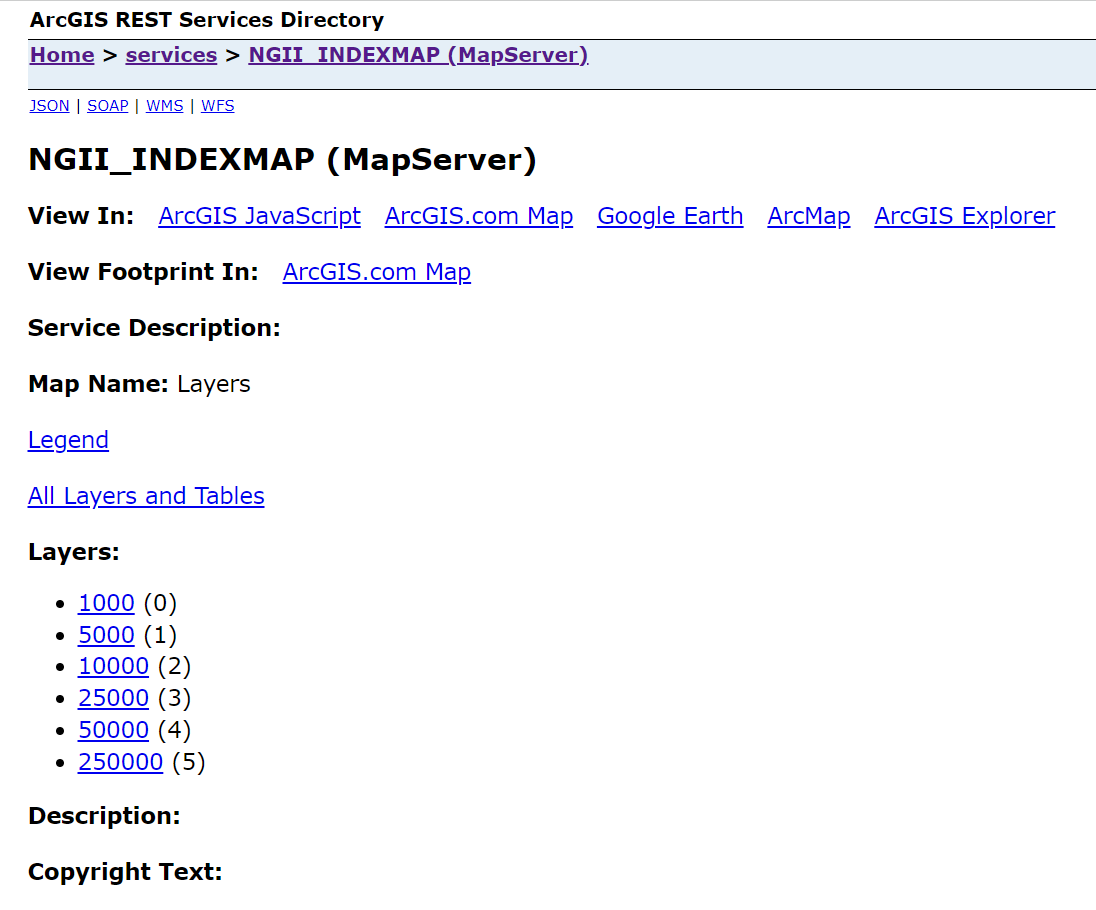 ArcGIS REST Services Directory
Home > services > NGII_INDEXMAP (MapServer)
JSON | SOAP | WMS | WFS
NGII_INDEXMAP (MapServer)
View In: ArcGIS JavaScript ArcGIS.com Map Google Earth ArcMap ArcGIS Explorer
View Footprint In: ArcGIS.com Map
Service Description:
Map Name: Layers
Legend
All Layers and Tables
Layers:
• 1000 (0)
• 5000 (1)
• 10000 (2)
• 25000 (3)
• 50000 (4)
• 250000 (5)
Description:
Copyright Text: